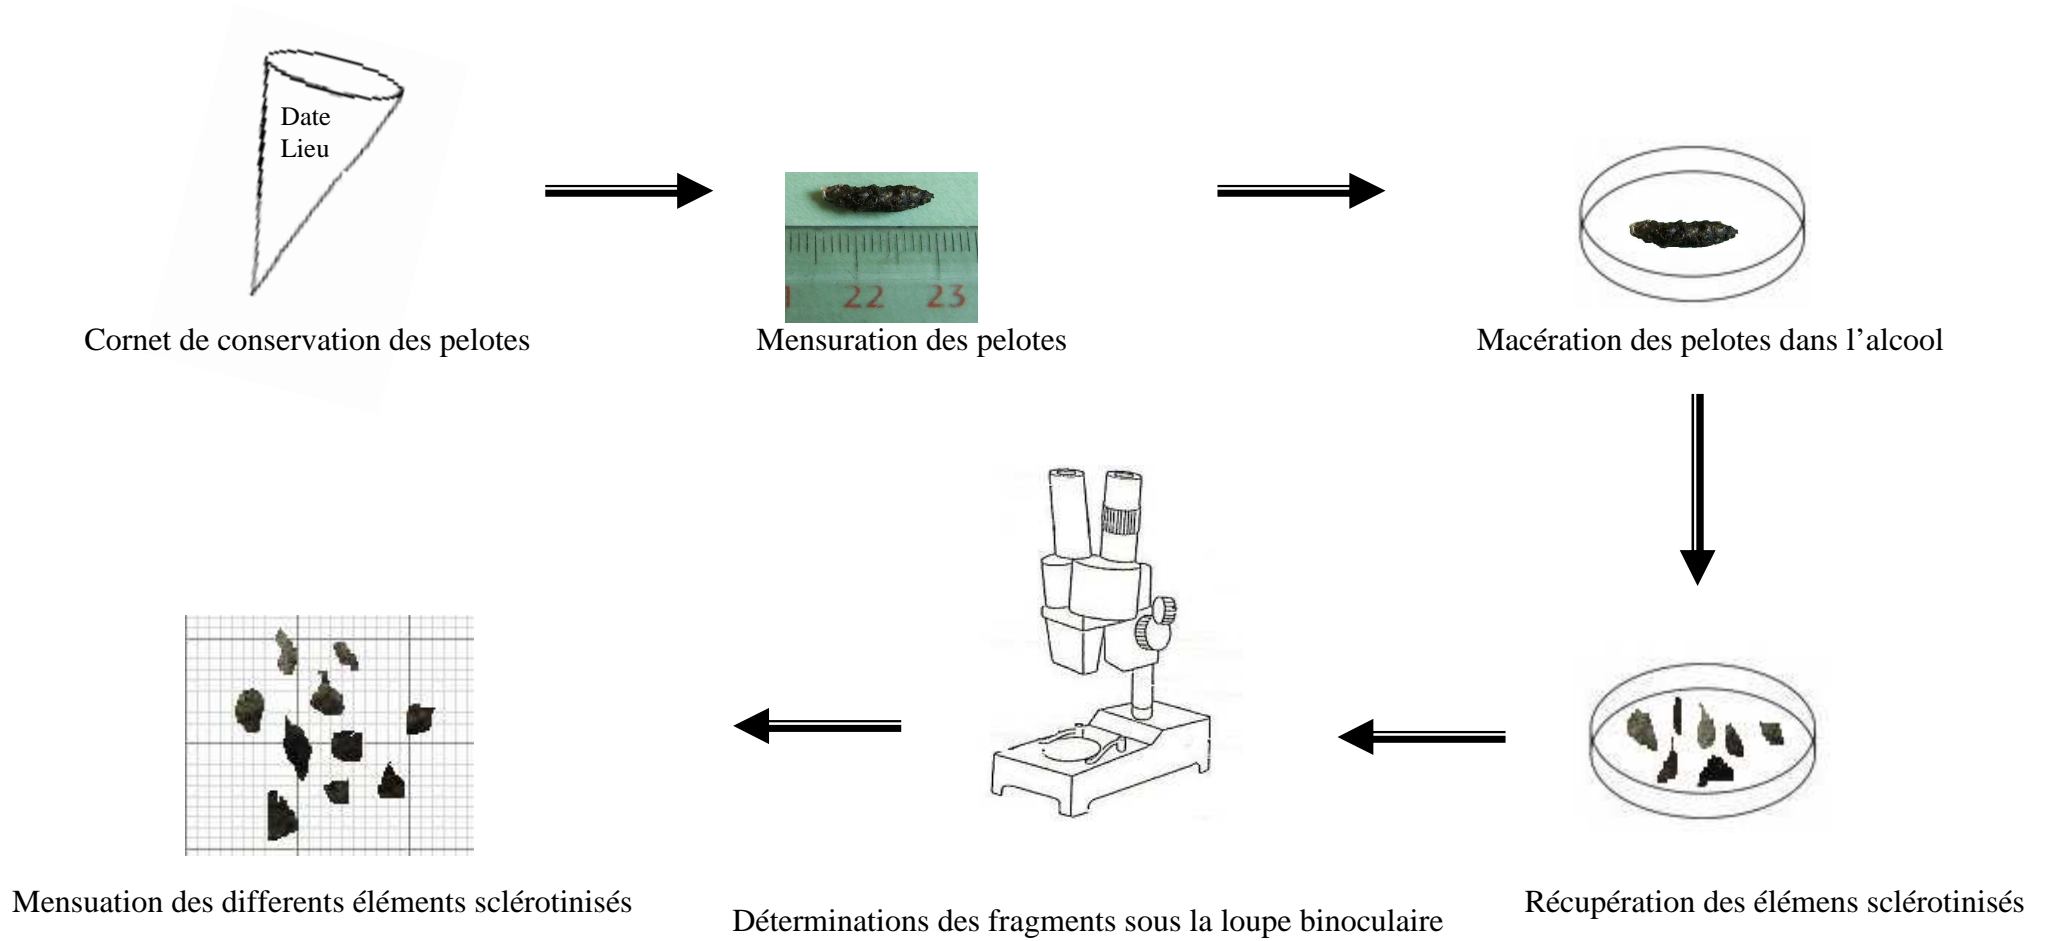 Date
Lieu
22 23
Cornet de conservation des pelotes
Mensuration des pelotes
Macération des pelotes dans l’alcool
Mensuation des differents éléments sclérotinisés
Déterminations des fragments sous la loupe binoculaire
Récupération des élémens sclérotinisés